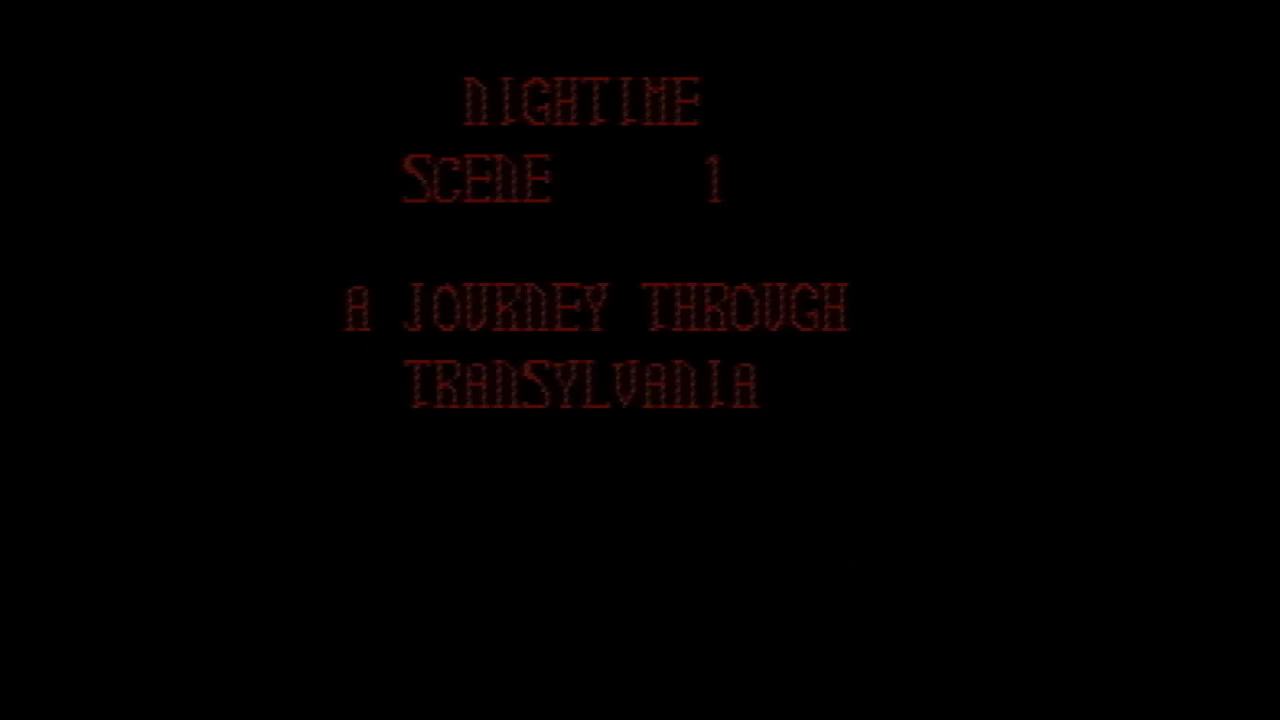 NIGHTIME
SCENE 1
A JOURNEY THROUGH
TRANSYLVANIA